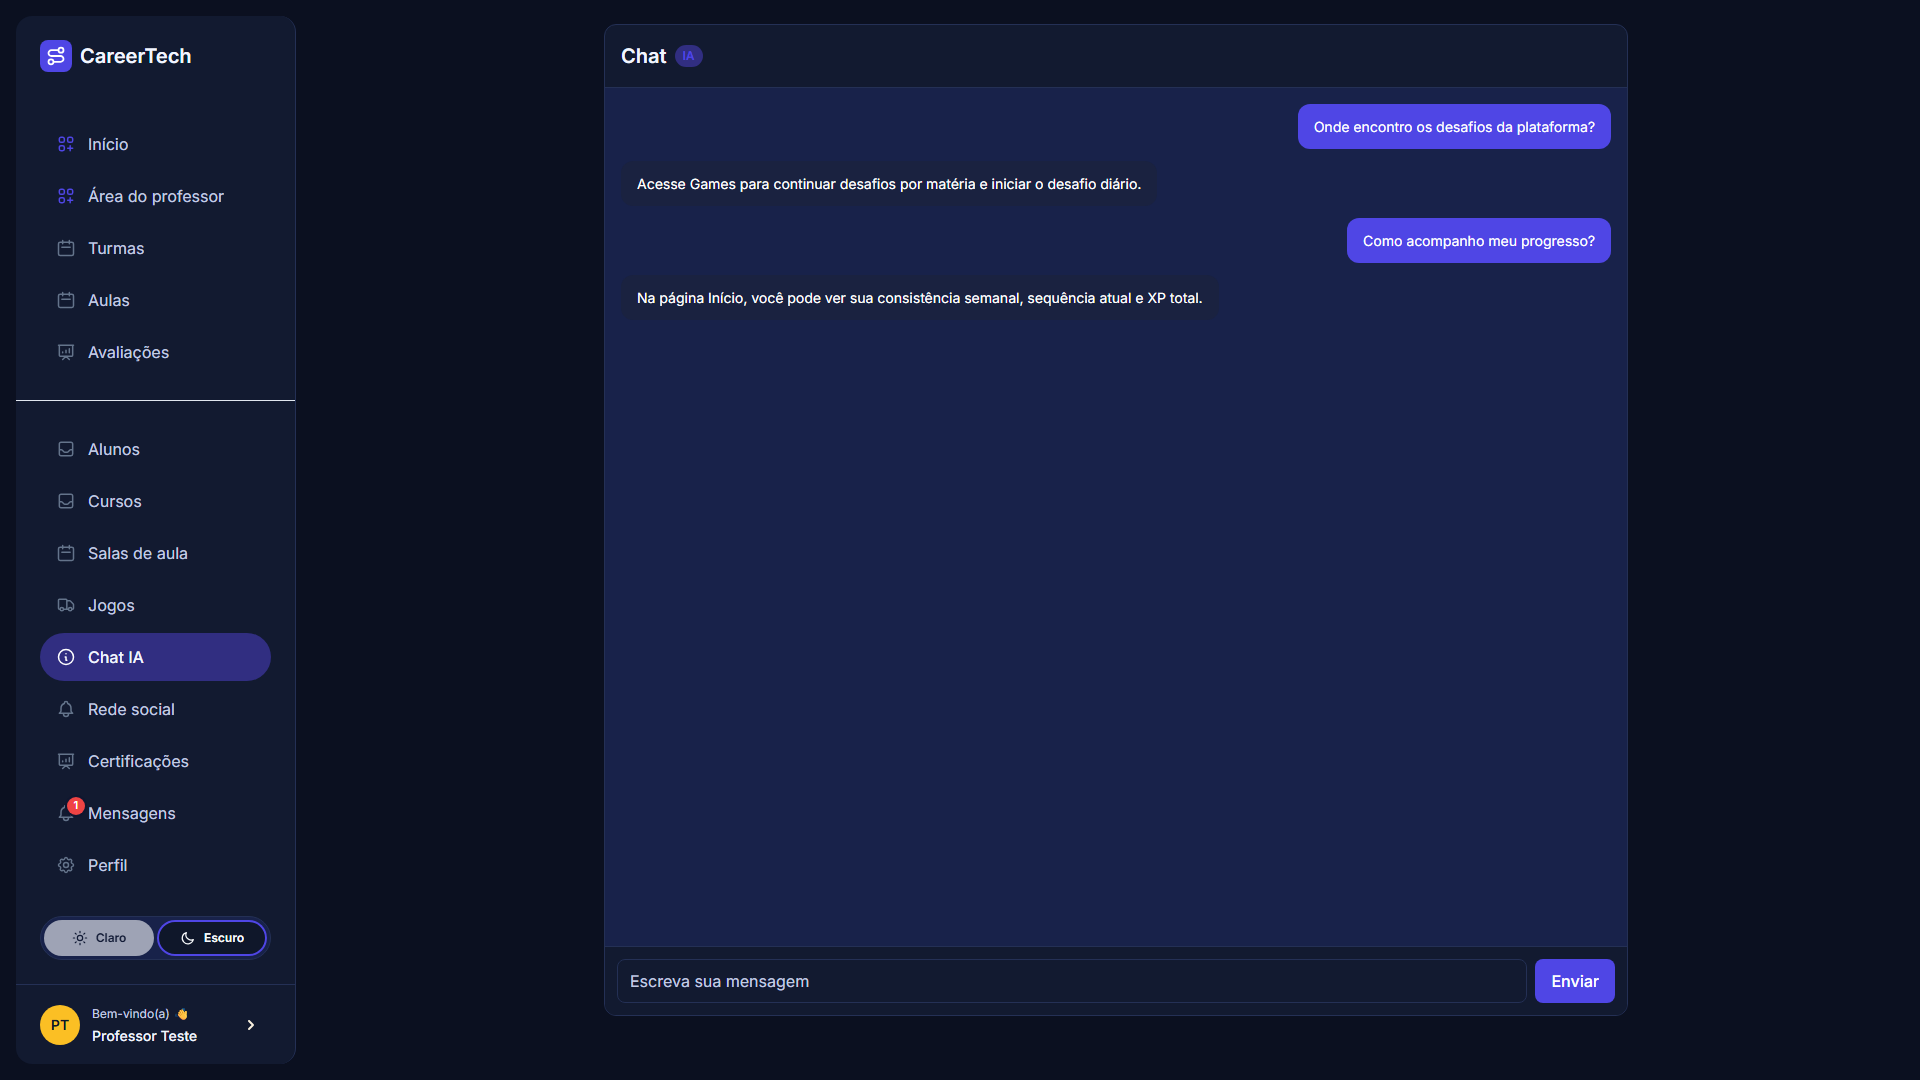 CareerTech
Início
Área do professor
Turmas
Aulas
Avaliações
Alunos
Cursos
Salas de aula
Jogos
Chat IA
Rede social
Certificações
1
Mensagens
Perfil
Claro
Escuro
PT
Bem-vindo(a) 👋
Professor Teste
Chat IA
Onde encontro os desafios da plataforma?
Acesse Games para continuar desafios por matéria e iniciar o desafio diário.
Como acompanho meu progresso?
Na página Início, você pode ver sua consistência semanal, sequência atual e XP total.
Escreva sua mensagem
Enviar